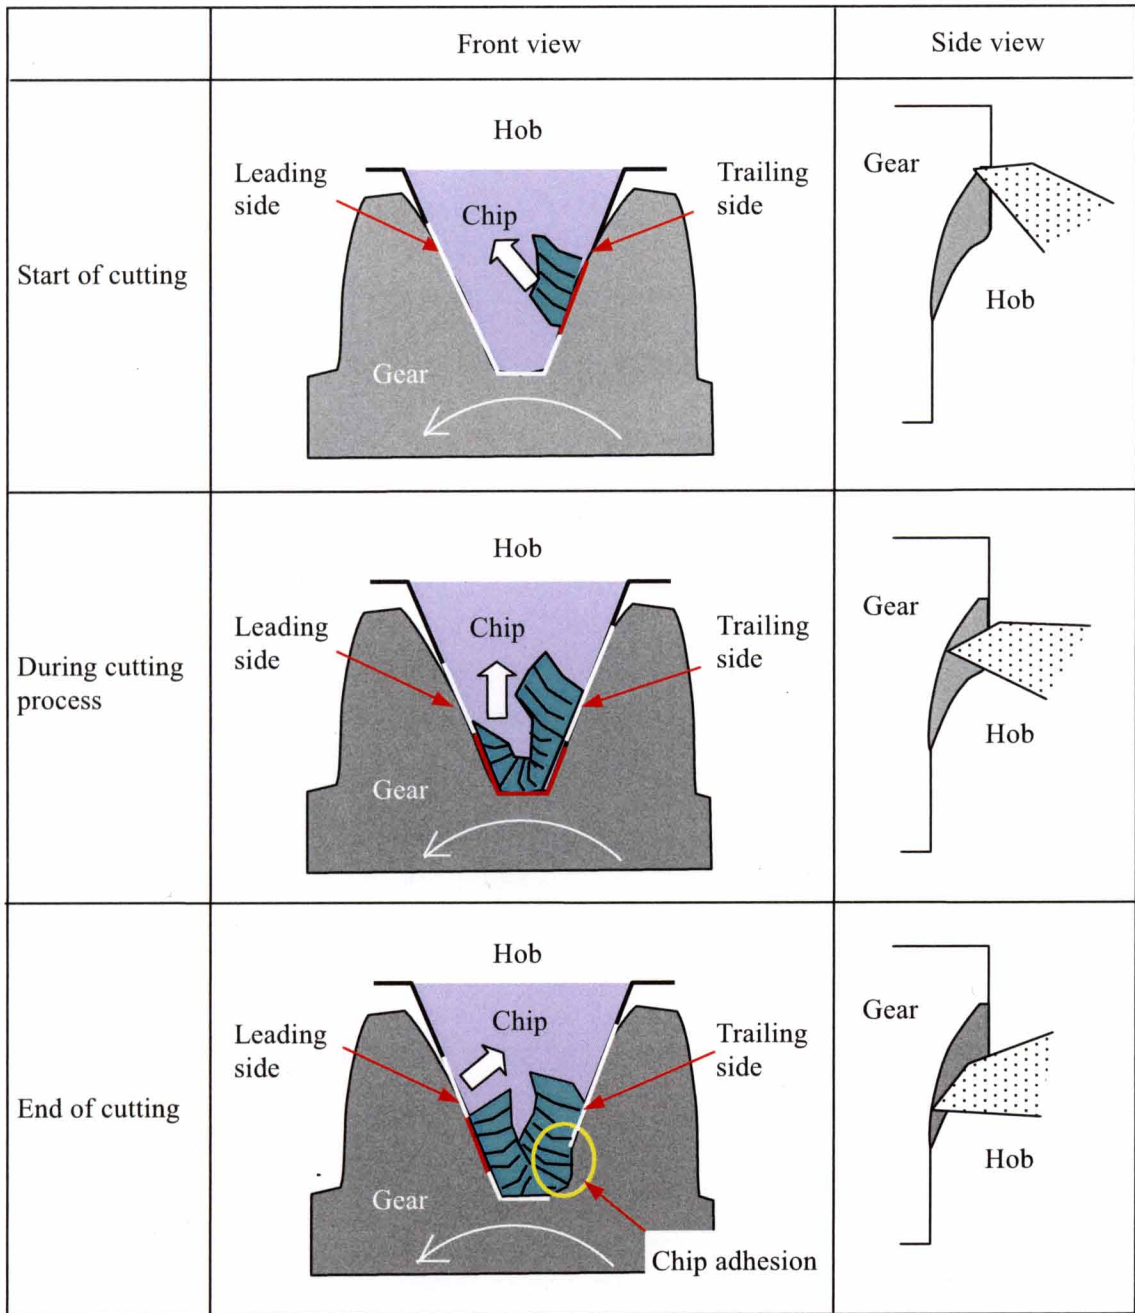 Front view
Side view
Start of cutting
Hob
Leading
side
Trailing
side
Chip
Gear
Gear
Hob
During cutting
process
Hob
Leading
side
Trailing
side
Chip
Gear
Gear
Hob
End of cutting
Hob
Leading
side
Trailing
side
Chip
Gear
Chip adhesion
Gear
Hob